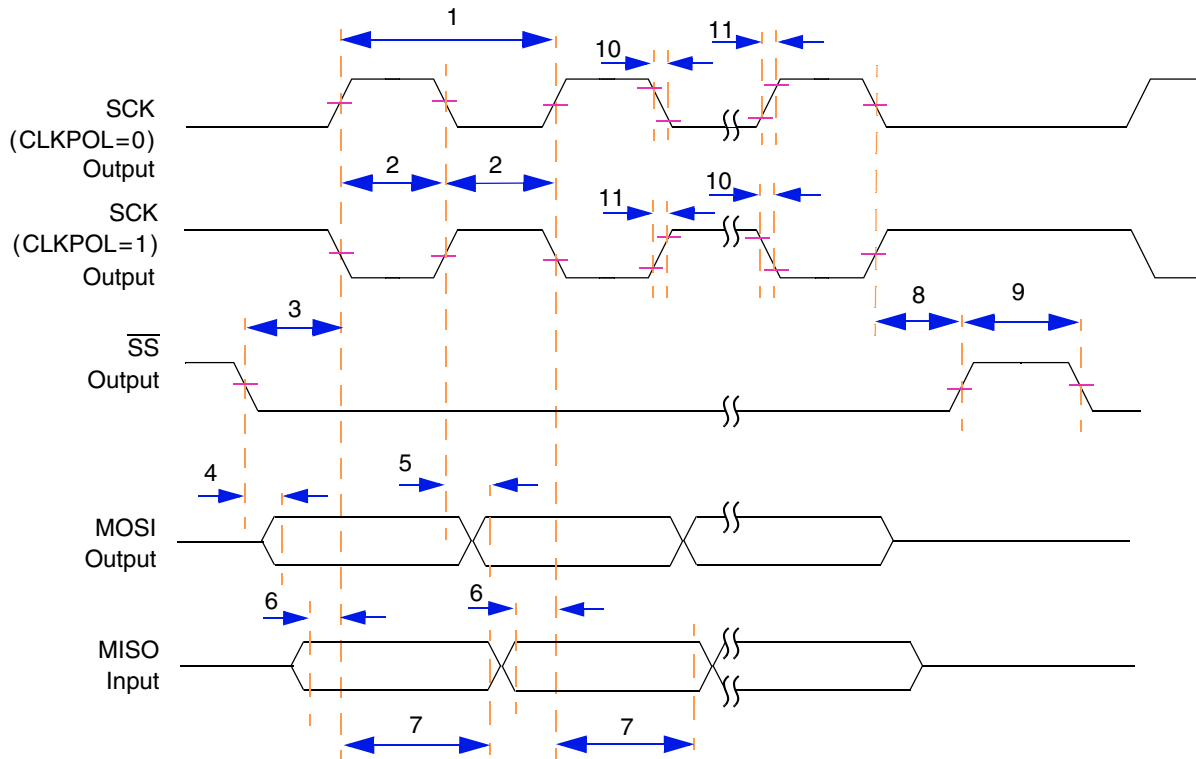 1
10
11
SCK
(CLKPOL=0)
Output
2
2
11
10
SCK
(CLKPOL=1)
Output
3
8
9
SS
Output
4
5
MOSI
Output
6
6
MISO
Input
7
7